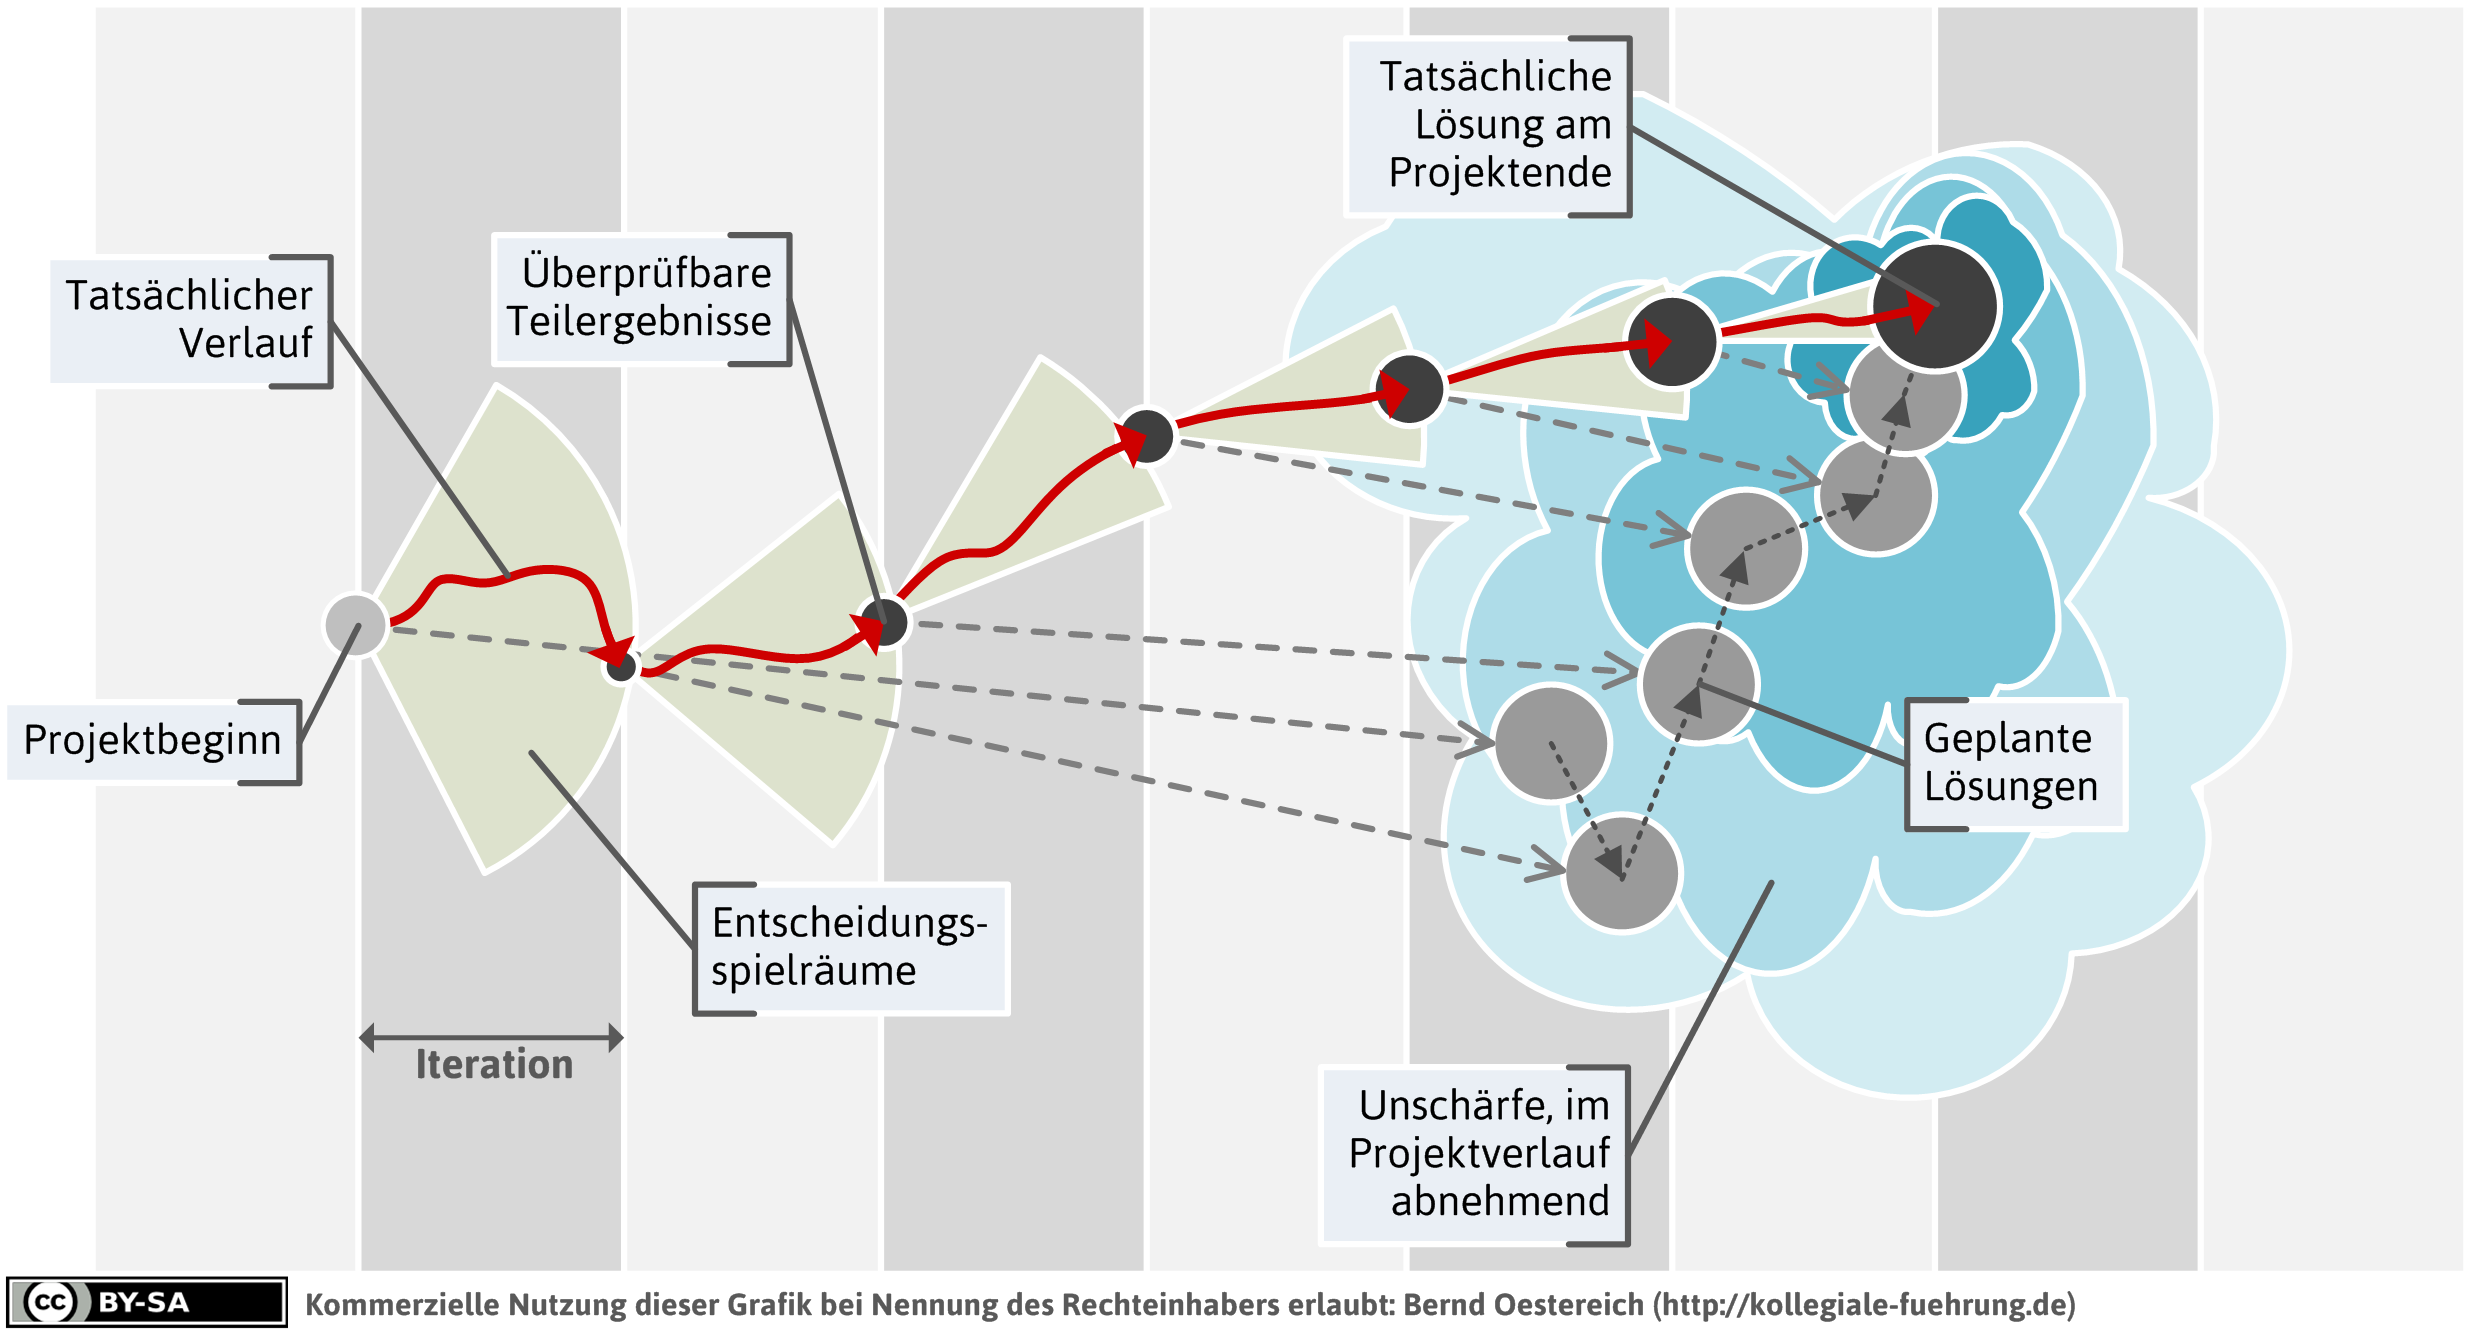 Tatsächliche
Lösung am
Projektende
Überprüfbare
Teilergebnisse
Tatsächlicher
Verlauf
Projektbeginn
Geplante
Lösungen
Entscheidungs-
spielräume
Iteration
Unschärfe, im
Projektverlauf
abnehmend
cc BY-SA
Kommerzielle Nutzung dieser Grafik bei Nennung des Rechteinhabers erlaubt: Bernd Oestereich (http://kollegiale-fuehrung.de)